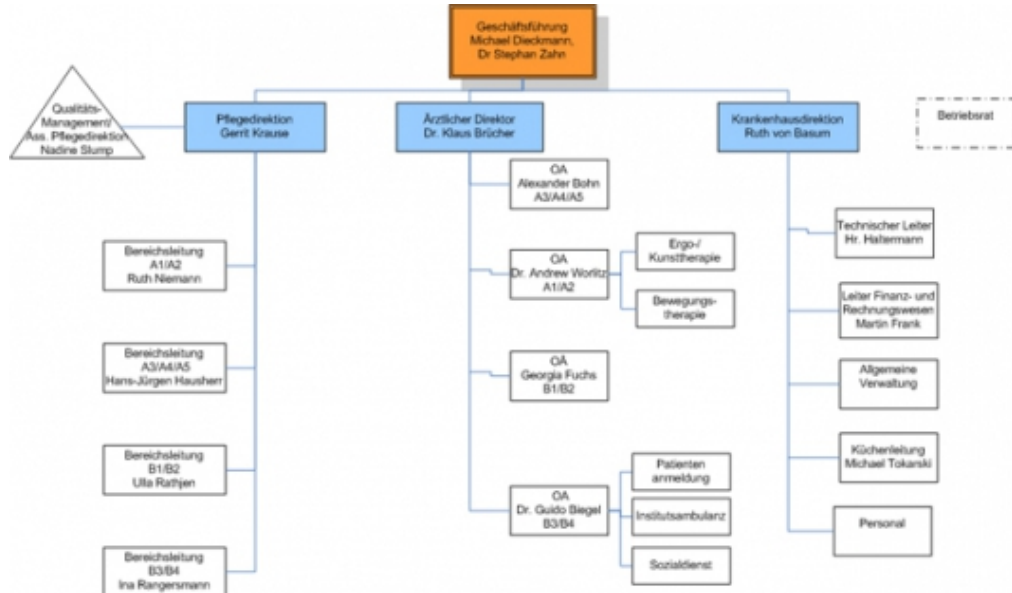 Geschäftsführung
Michael Dieckmann,
Dr Stephan Zahn
Qualitäts-
Management/
Ass. Pflegedirektion
Nadine Slump
Pflegedirektion
Gerrit Krause
Ärztlicher Direktor
Dr. Klaus Brücher
Krankenhausdirektion
Ruth von Basum
Betriebsrat
Bereichsleitung
A1/A2
Ruth Niemann
Bereichsleitung
A3/A4/A5
Hans-Jürgen Hausherr
Bereichsleitung
B1/B2
Ulla Rathjen
Bereichsleitung
B3/B4
Ina Rangersmann
OA
Alexander Bohn
A3/A4/A5
OA
Dr. Andrew Worlitz
A1/A2
Ergo-/
Kunsttherapie
Bewegungs-
therapie
OÄ
Georgia Fuchs
B1/B2
OA
Dr. Guido Biegel
B3/B4
Patienten
anmeldung
Institutsambulanz
Sozialdienst
Technischer Leiter
Hr. Haltermann
Leiter Finanz- und
Rechnungswesen
Martin Frank
Allgemeine
Verwaltung
Küchenleitung
Michael Tokarski
Personal